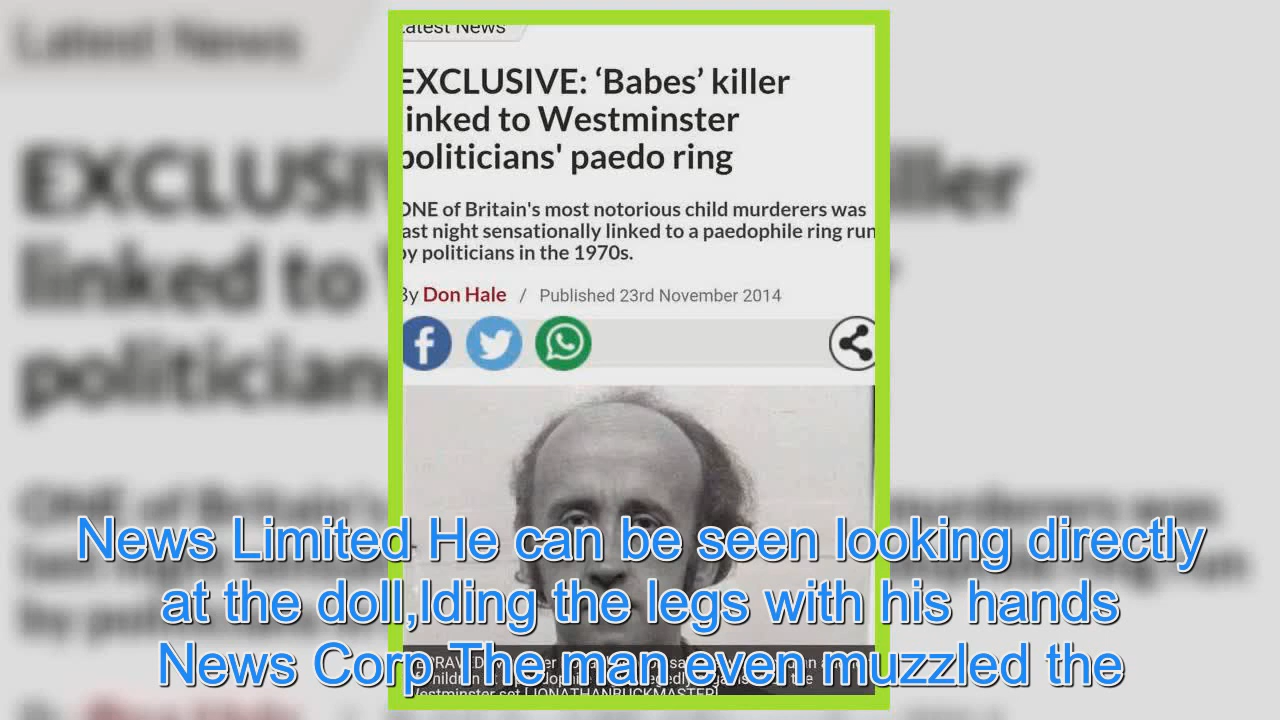 Latest News
EXCLUSIVE: ‘Babes’ killer
linked to Westminster
politicians' paedo ring
ONE of Britain's most notorious child murderers was
last night sensationally linked to a paedophile ring run
by politicians in the 1970s.
By Don Hale / Published 23rd November 2014
News Limited He can be seen looking directly
at the doll,lding the legs with his hands
News Corp The man even muzzled the
Westminster set [JONATHANBUCKMASTER]